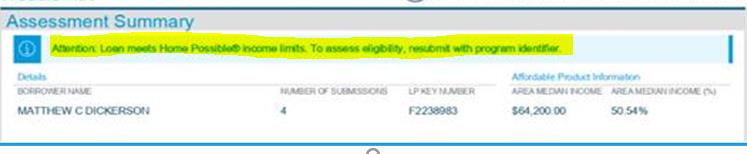 Assessment Summary
Attention: Loan meets Home Possible® income limits. To assess eligibility, resubmit with program identifier.
Details Affordable Product Information
BORROWER NAME NUMBER OF SUBMISSIONS LP KEY NUMBER AREA MEDIAN INCOME AREA MEDIAN INCOME (%)
MATTHEW C DICKERSON 4 F2238983 $64,200.00 50.54%